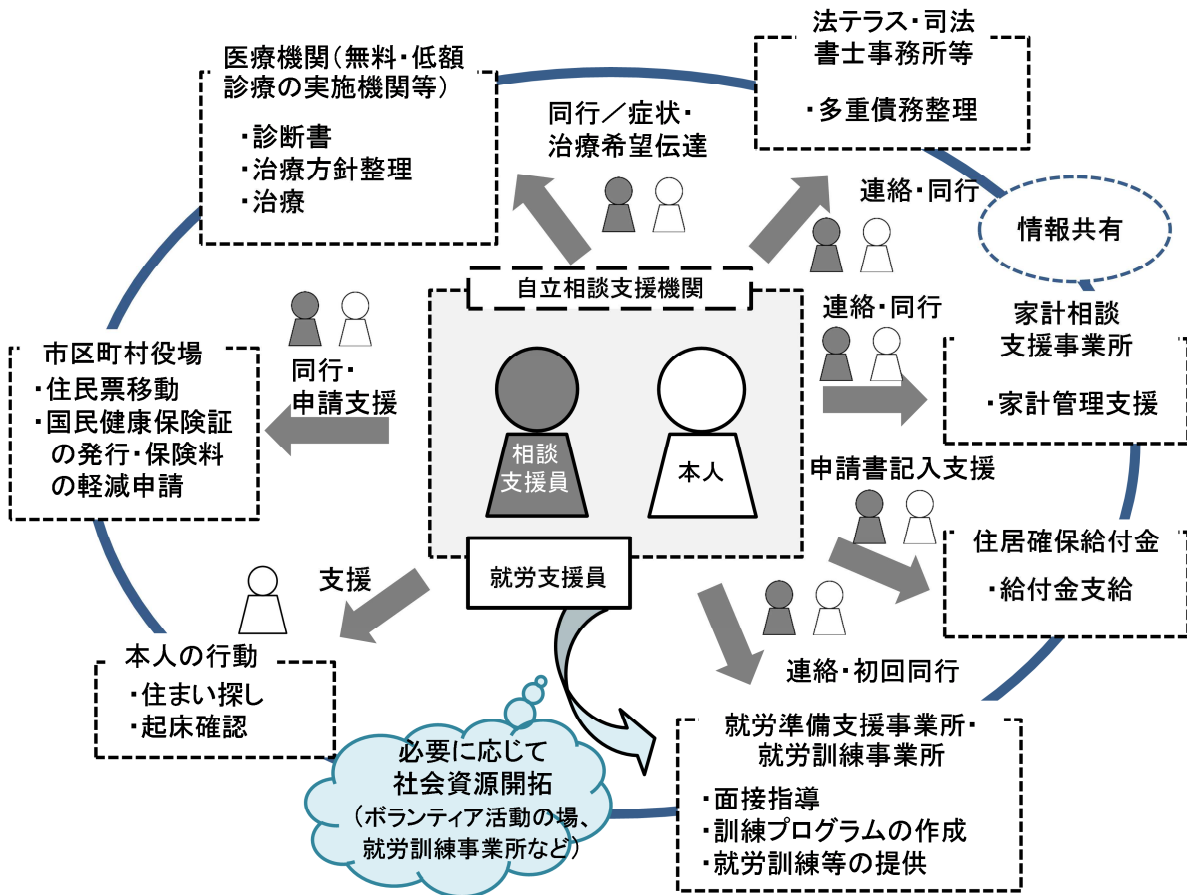 法テラス・司法
書士事務所等
・多重債務整理
医療機関(無料・低額
診療の実施機関等)
・診断書
・治療方針整理
・治療
同行／症状・
治療希望伝達
連絡・同行
情報共有
自立相談支援機関
相談
支援員
本人
就労支援員
連絡・同行
家計相談
支援事業所
・家計管理支援
同行・
申請支援
市区町村役場
・住民票移動
・国民健康保険証
の発行・保険料
の軽減申請
申請書記入支援
住居確保給付金
・給付金支給
支援
本人の行動
・住まい探し
・起床確認
連絡・初回同行
就労準備支援事業所・
就労訓練事業所
・面接指導
・訓練プログラムの作成
・就労訓練等の提供
必要に応じて
社会資源開拓
(ボランティア活動の場、
就労訓練事業所など)